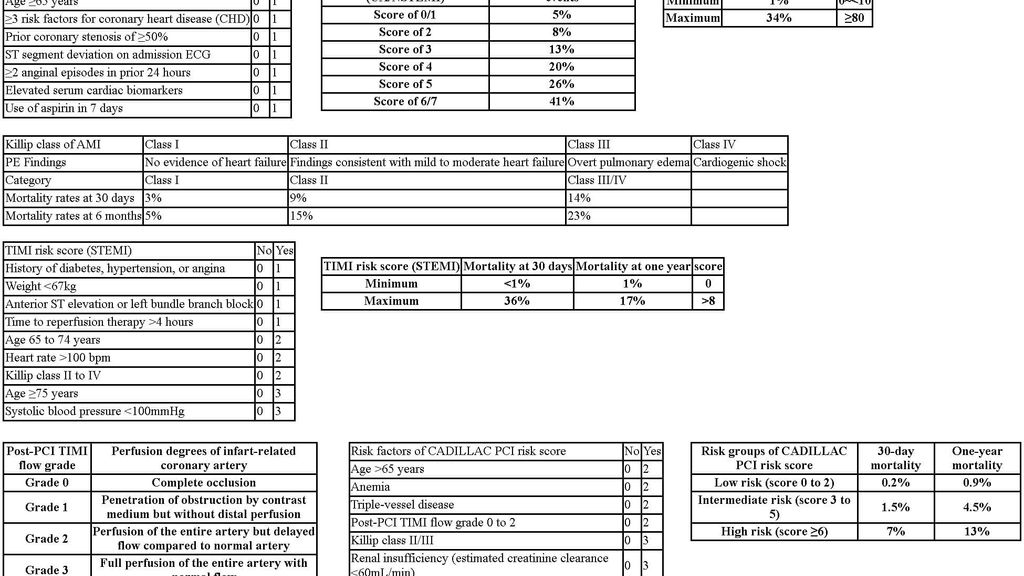 Age ≥65 years 0 1
≥3 risk factors for coronary heart disease (CHD) 0 1
Prior coronary stenosis of ≥50% 0 1
ST segment deviation on admission ECG 0 1
≥2 anginal episodes in prior 24 hours 0 1
Elevated serum cardiac biomarkers 0 1
Use of aspirin in 7 days 0 1
(UA/NSTEMI) events
Score of 0/1 5%
Score of 2 8%
Score of 3 13%
Score of 4 20%
Score of 5 26%
Score of 6/7 41%
Minimum 1%
Maximum 34% ≥80
Killip class of AMI Class I Class II Class III Class IV
PE Findings No evidence of heart failure Findings consistent with mild to moderate heart failure Overt pulmonary edema Cardiogenic shock
Category Class I Class II Class III/IV
Mortality rates at 30 days 3% 9% 14%
Mortality rates at 6 months 5% 15% 23%
TIMI risk score (STEMI) No Yes
History of diabetes, hypertension, or angina 0 1
Weight <67kg 0 1
Anterior ST elevation or left bundle branch block 0 1
Time to reperfusion therapy >4 hours 0 1
Age 65 to 74 years 0 2
Heart rate >100 bpm 0 2
Killip class II to IV 0 2
Age ≥75 years 0 3
Systolic blood pressure <100mmHg 0 3
TIMI risk score (STEMI) Mortality at 30 days Mortality at one year score
Minimum <1% 1% 0
Maximum 36% 17% >8
Post-PCI TIMI Perfusion degrees of infart-related
flow grade coronary artery
Grade 0 Complete occlusion
Grade 1 Penetration of obstruction by contrast
medium but without distal perfusion
Grade 2 Perfusion of the entire artery but delayed
flow compared to normal artery
Grade 3 Full perfusion of the entire artery with
normal flow
Risk factors of CADILLAC PCI risk score No Yes
Age >65 years 0 2
Anemia 0 2
Triple-vessel disease 0 2
Post-PCI TIMI flow grade 0 to 2 0 2
Killip class II/III 0 3
Renal insufficiency (estimated creatinine clearance
<60mL/min) 0 3
Risk groups of CADILLAC 30-day One-year
PCI risk score mortality mortality
Low risk (score 0 to 2) 0.2% 0.9%
Intermediate risk (score 3 to
5) 1.5% 4.5%
High risk (score ≥6) 7% 13%